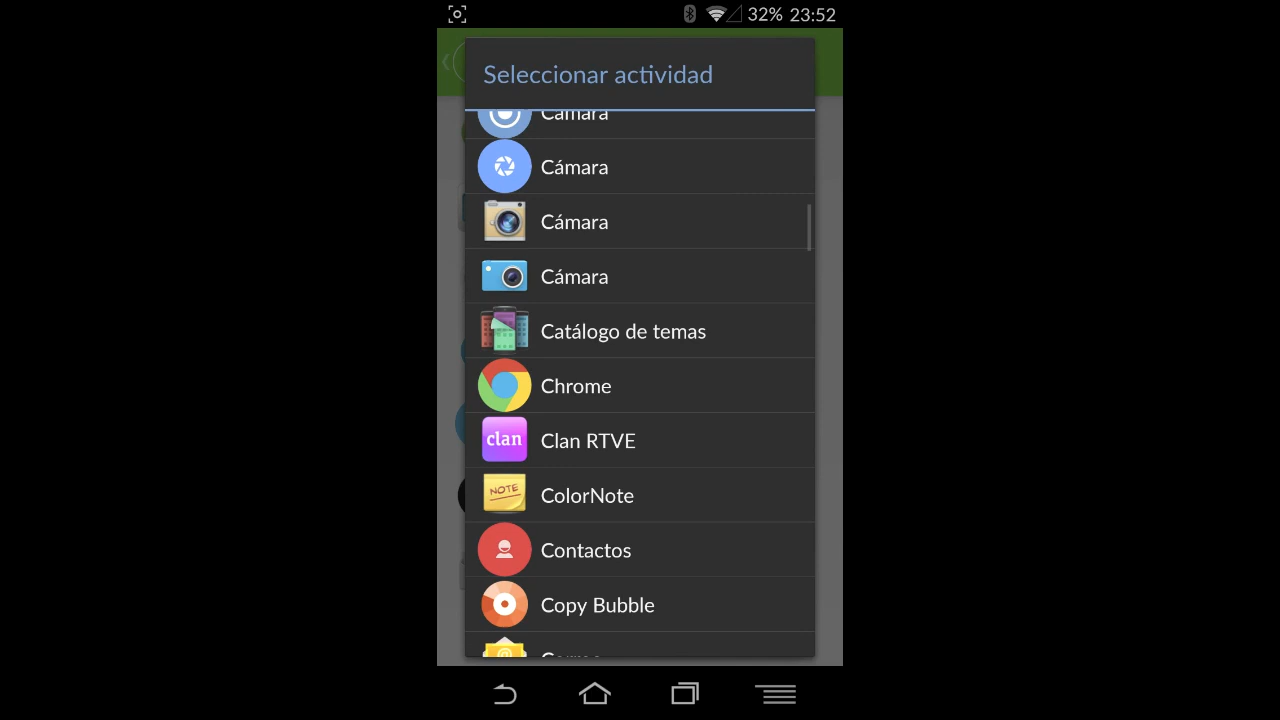 32% 23:52
Seleccionar actividad
Cámara
Cámara
Cámara
Cámara
Catálogo de temas
Chrome
clan Clan RTVE
NOTE ColorNote
Contactos
Copy Bubble